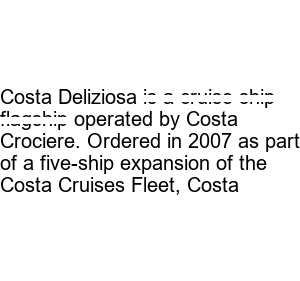 Costa Deliziosa is a cruise ship
flagship operated by Costa
Crociere. Ordered in 2007 as part
of a five-ship expansion of the
Costa Cruises Fleet, Costa